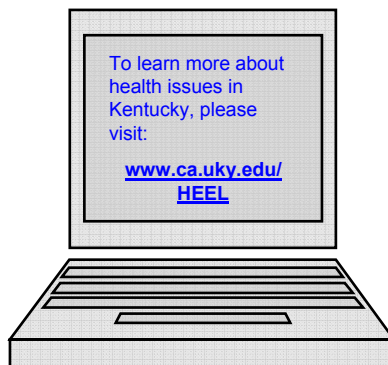 To learn more about
health issues in
Kentucky, please
visit:
www.ca.uky.edu/
HEEL